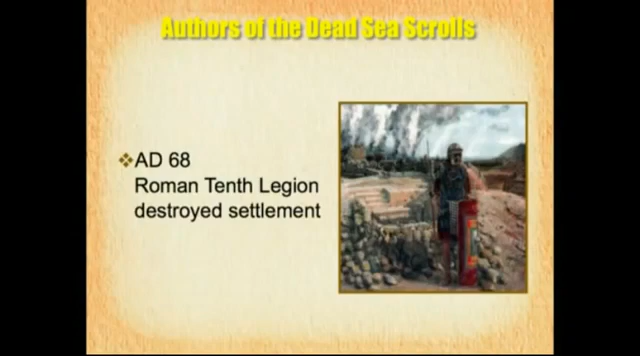 Authors of the Dead Sea Scrolls
❖AD 68
Roman Tenth Legion
destroyed settlement